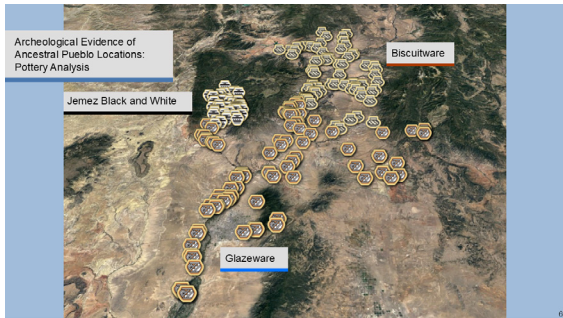 Archeological Evidence of
Ancestral Pueblo Locations:
Pottery Analysis
Biscuitware
Jemez Black and White
Glazeware
6